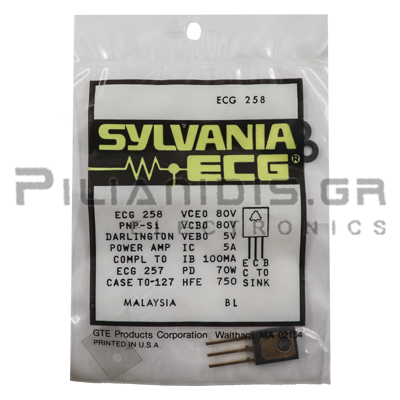 ECG 258
SYLVANIA
ECG®
PILIANIDIS.GR
ELECTRONICS
ECG 258 VCEO 80V
PNP-Si VCBO 80V
DARLINGTON VEBO 5V
POWER AMP IC 5A
COMPL TO IB 100MA
ECG 257 PD 70W
CASE TO-127 HFE 750
E C B
C TO
SINK
MALAYSIA BL
GTE Products Corporation Waltham, MA 02154
PRINTED IN U.S.A.